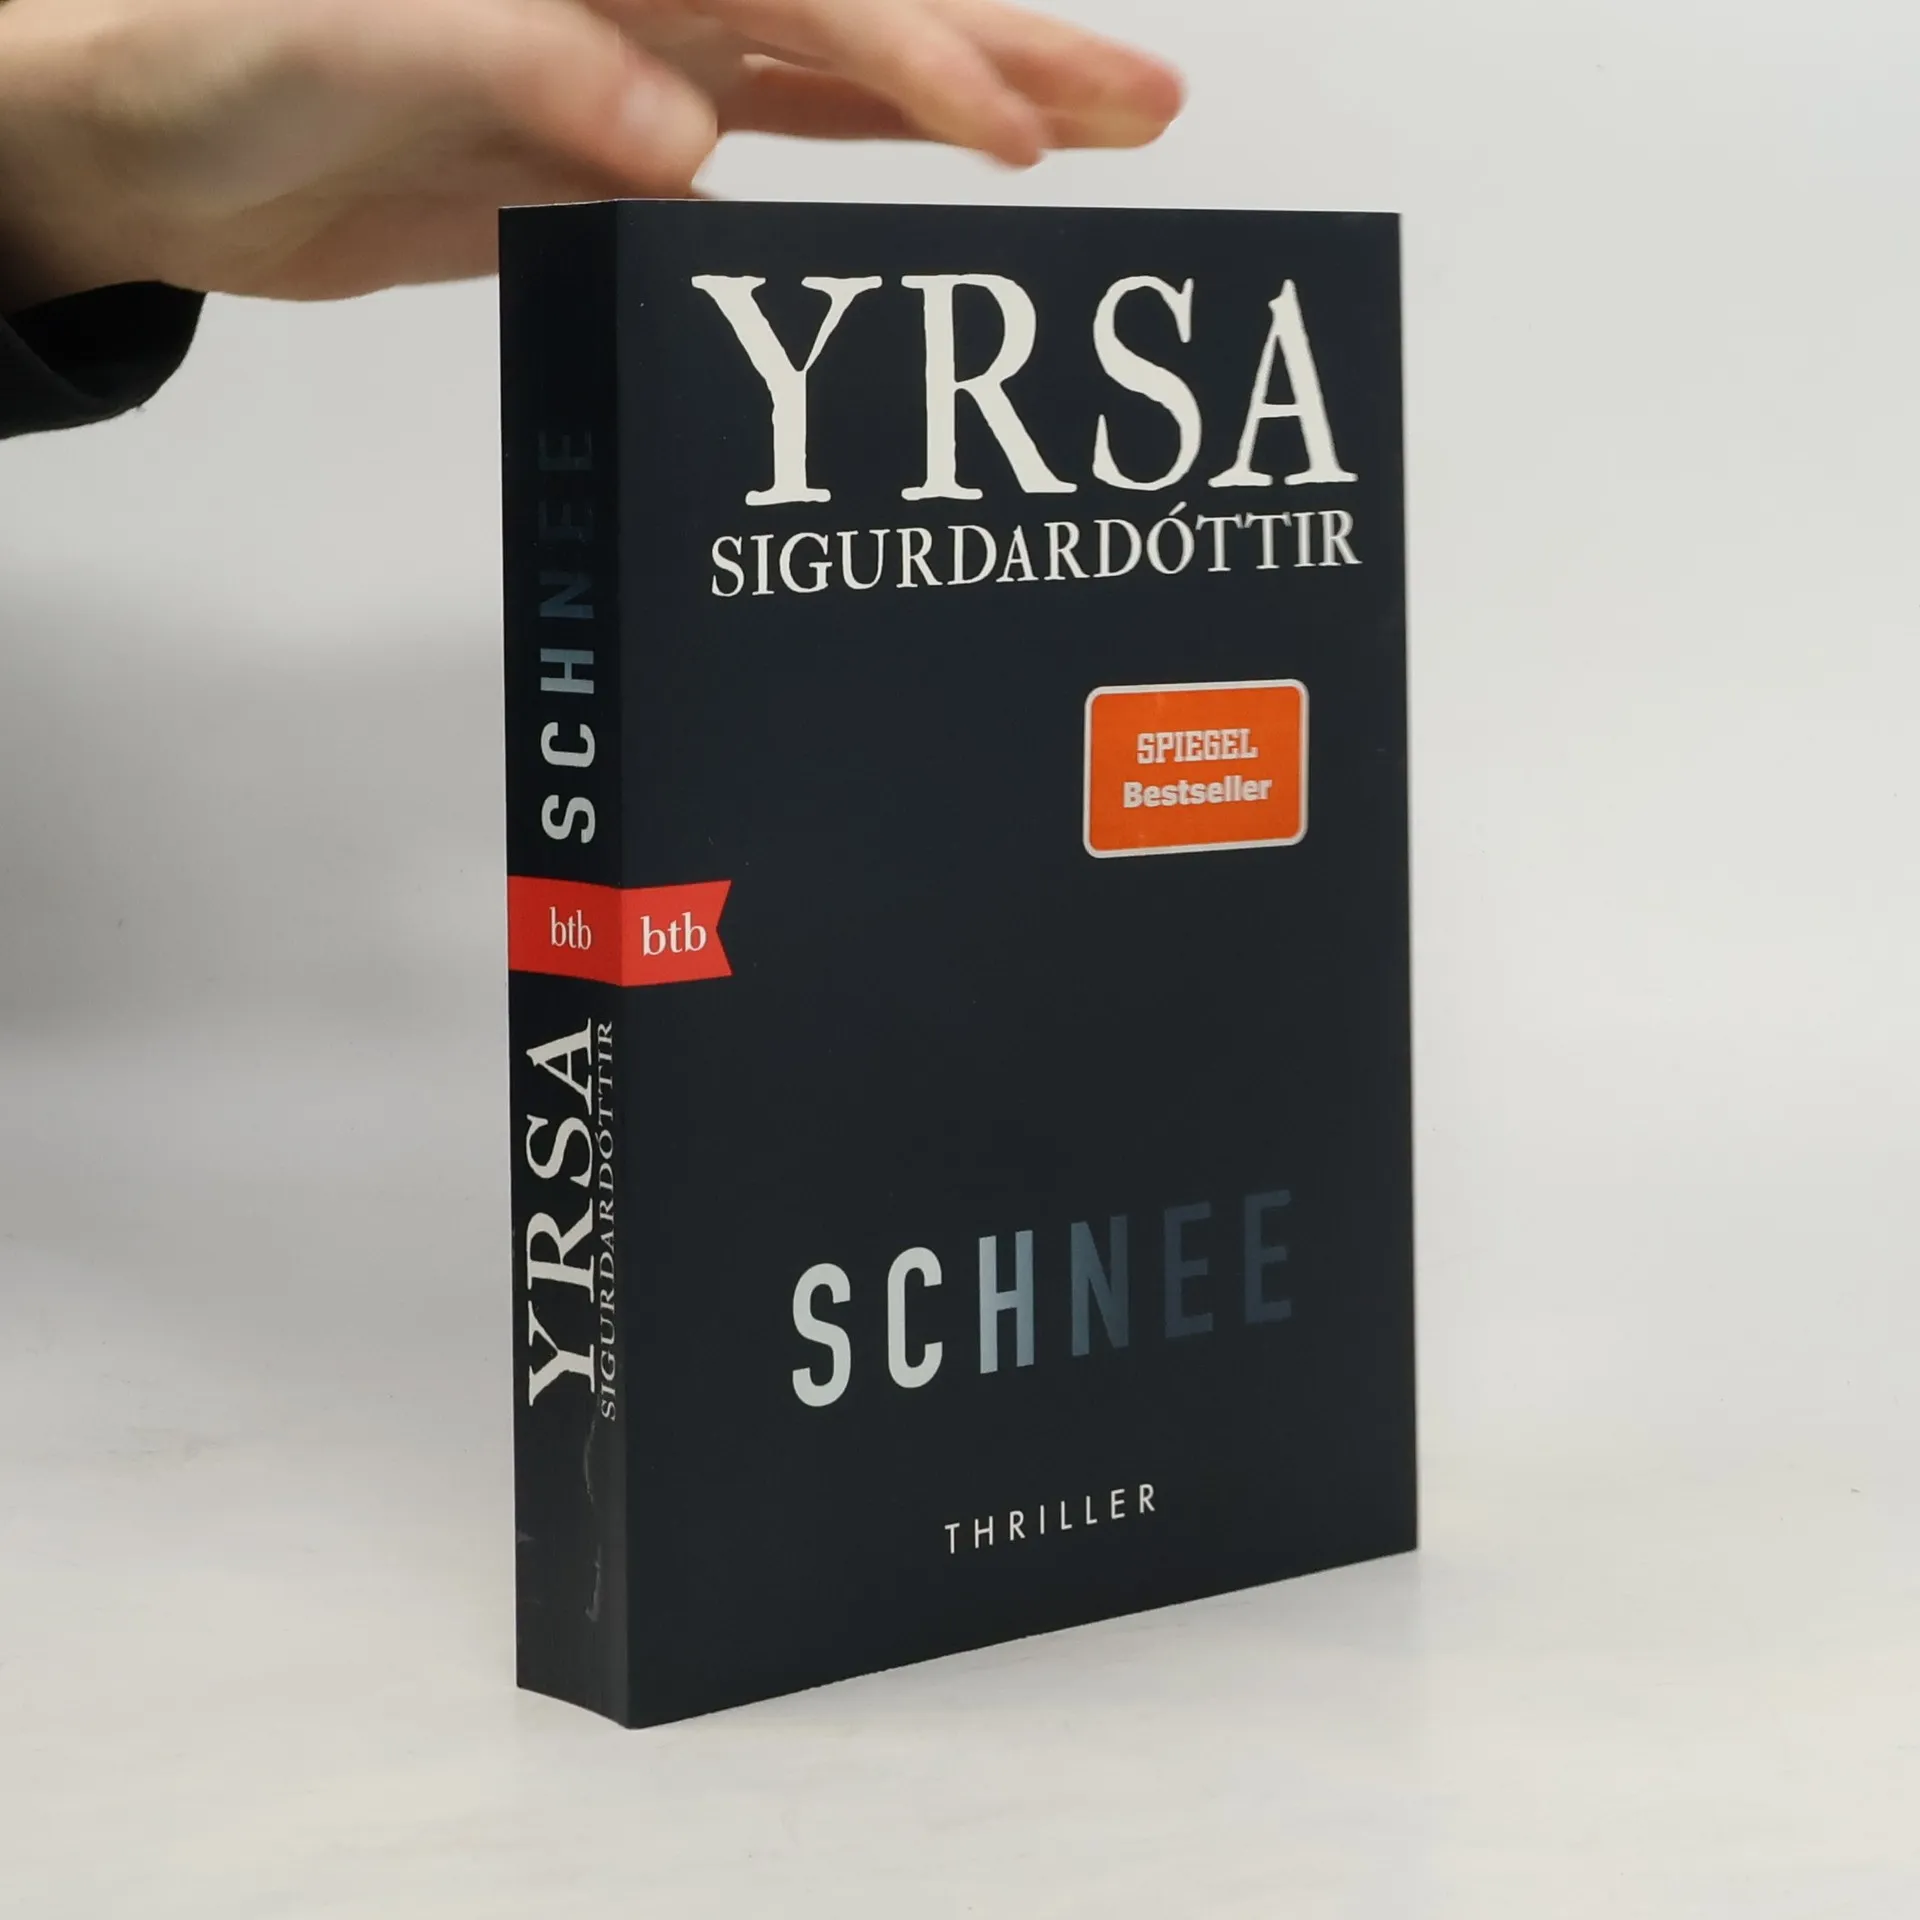 YRSA
SIGURDARDÓTTIR
SPIEGEL
Bestseller
btb
SCHNEE
THRILLER
SCHNEE
btb
YRSA
SIGURDARDÓTTIR